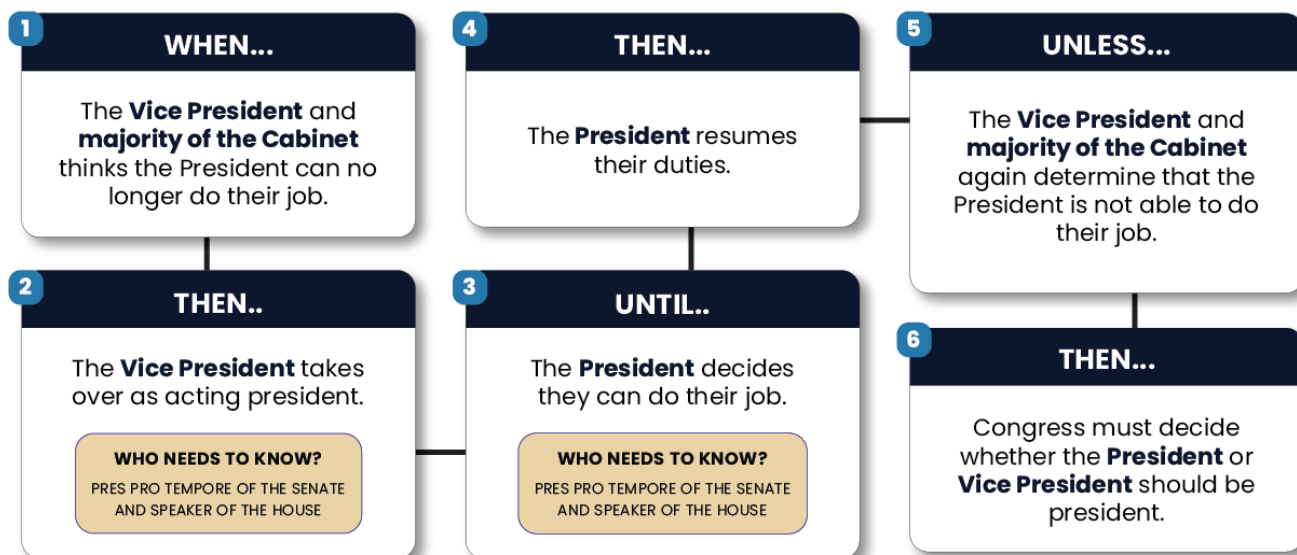 1
WHEN...
The Vice President and
majority of the Cabinet
thinks the President can no
longer do their job.
2
THEN..
The Vice President takes
over as acting president.
WHO NEEDS TO KNOW?
PRES PRO TEMPORE OF THE SENATE
AND SPEAKER OF THE HOUSE
3
UNTIL..
The President decides
they can do their job.
WHO NEEDS TO KNOW?
PRES PRO TEMPORE OF THE SENATE
AND SPEAKER OF THE HOUSE
4
THEN...
The President resumes
their duties.
5
UNLESS...
The Vice President and
majority of the Cabinet
again determine that the
President is not able to do
their job.
6
THEN...
Congress must decide
whether the President or
Vice President should be
president.